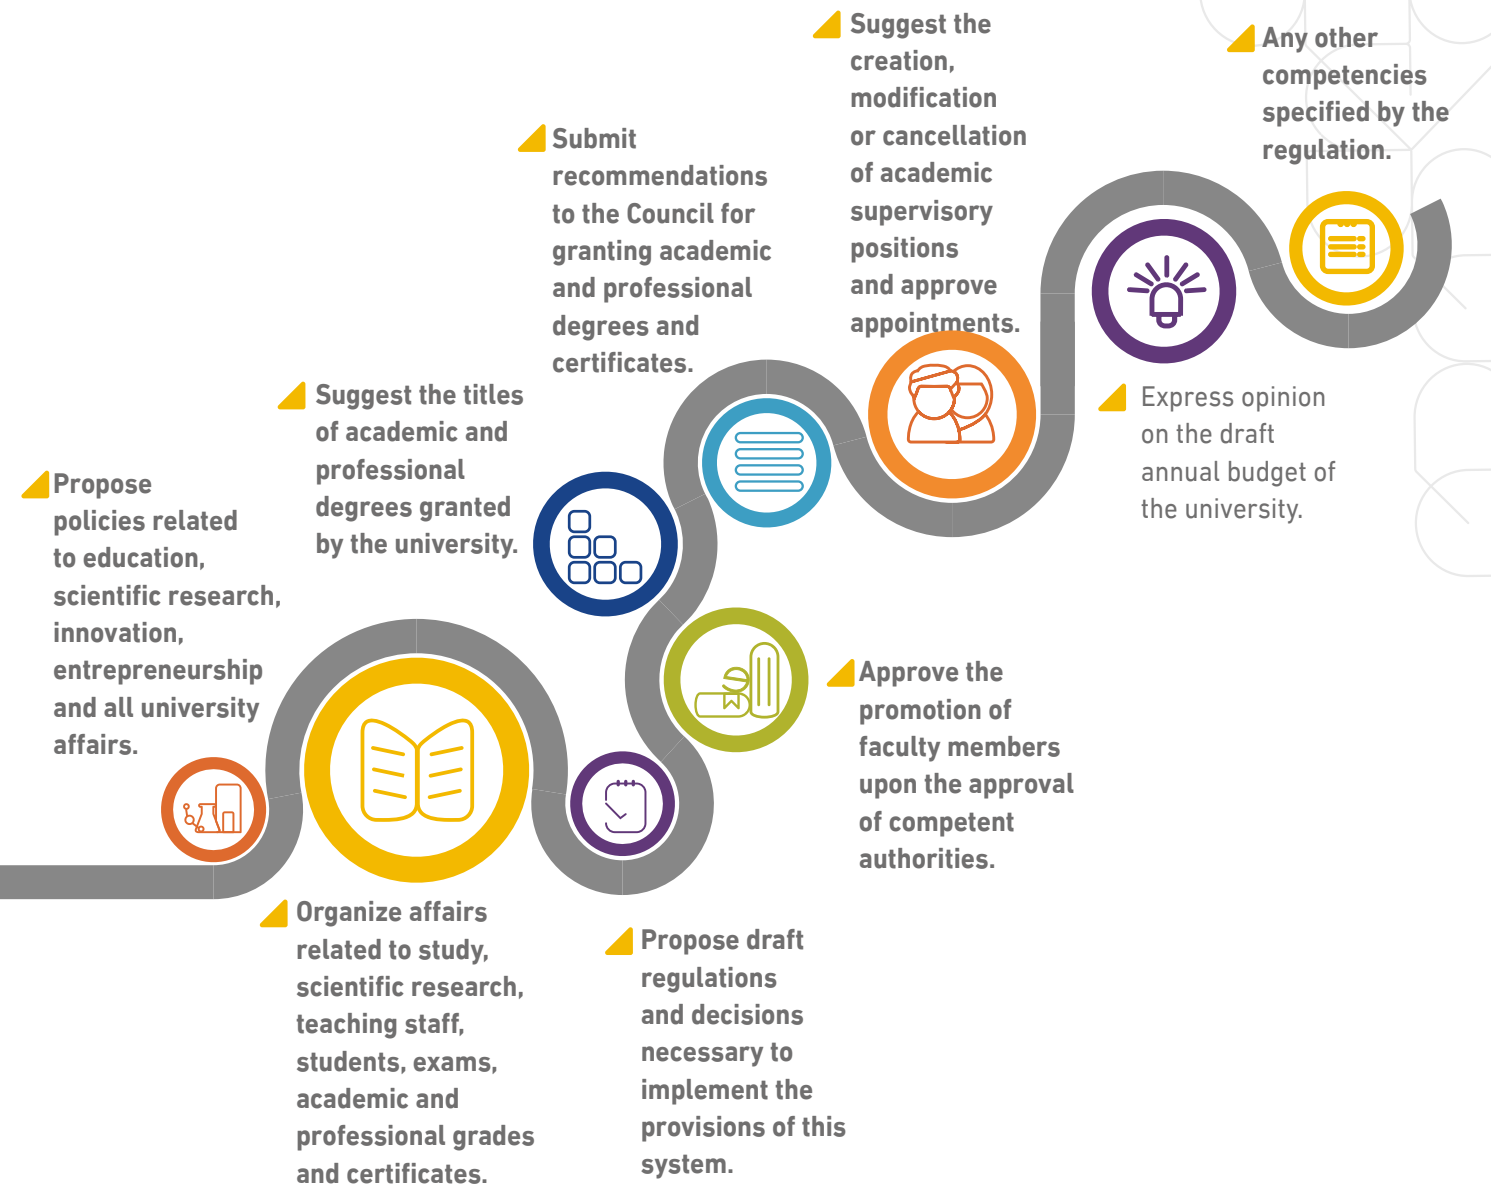 Propose
policies related
to education,
scientific research,
innovation,
entrepreneurship
and all university
affairs.
Organize affairs
related to study,
scientific research,
teaching staff,
students, exams,
academic and
professional grades
and certificates.
Propose draft
regulations
and decisions
necessary to
implement the
provisions of this
system.
Approve the
promotion of
faculty members
upon the approval
of competent
authorities.
Suggest the titles
of academic and
professional
degrees granted
by the university.
Submit
recommendations
to the Council for
granting academic
and professional
degrees and
certificates.
Suggest the
creation,
modification
or cancellation
of academic
supervisory
positions
and approve
appointments.
Express opinion
on the draft
annual budget of
the university.
Any other
competencies
specified by the
regulation.